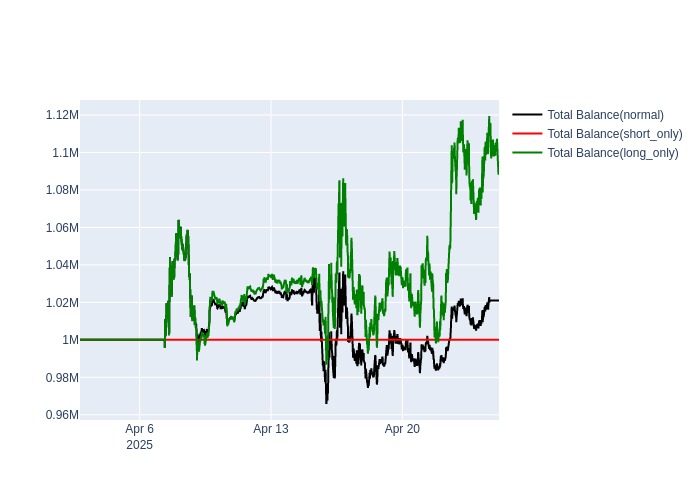 1.12M
1.1M
1.08M
1.06M
1.04M
1.02M
1M
0.98M
0.96M
Apr 6
2025
Apr 13
Apr 20
Total Balance(normal)
Total Balance(short_only)
Total Balance(long_only)